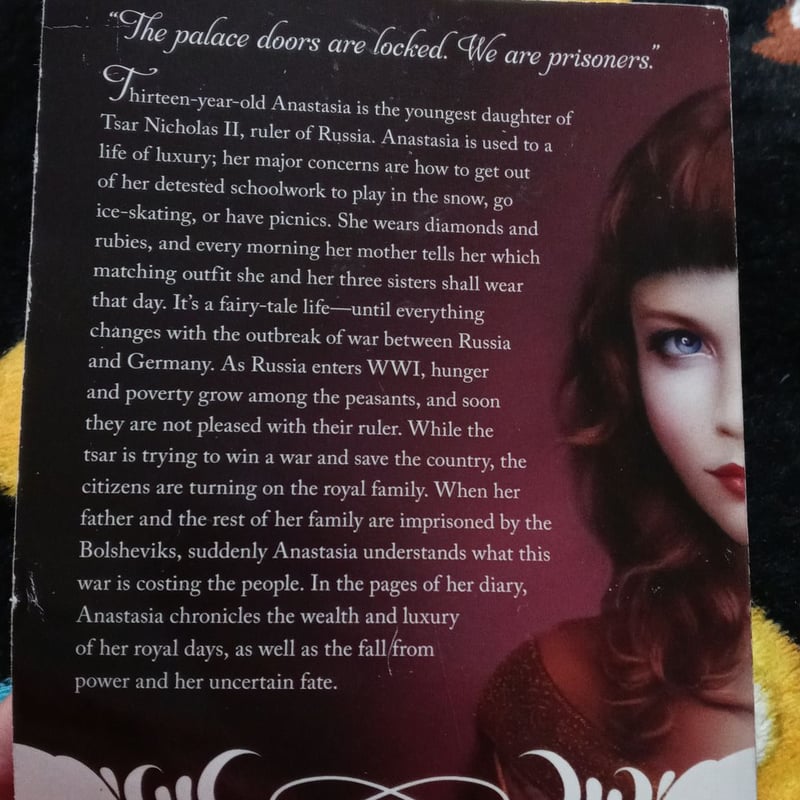 “The palace doors are locked. We are prisoners.”
Thirteen-year-old Anastasia is the youngest daughter of
Tsar Nicholas II, ruler of Russia. Anastasia is used to a
life of luxury; her major concerns are how to get out
of her detested schoolwork to play in the snow, go
ice-skating, or have picnics. She wears diamonds and
rubies, and every morning her mother tells her which
matching outfit she and her three sisters shall wear
that day. It’s a fairy-tale life—until everything
changes with the outbreak of war between Russia
and Germany. As Russia enters WWI, hunger
and poverty grow among the peasants, and soon
they are not pleased with their ruler. While the
tsar is trying to win a war and save the country, the
citizens are turning on the royal family. When her
father and the rest of her family are imprisoned by the
Bolsheviks, suddenly Anastasia understands what this
war is costing the people. In the pages of her diary,
Anastasia chronicles the wealth and luxury
of her royal days, as well as the fall from
power and her uncertain fate.